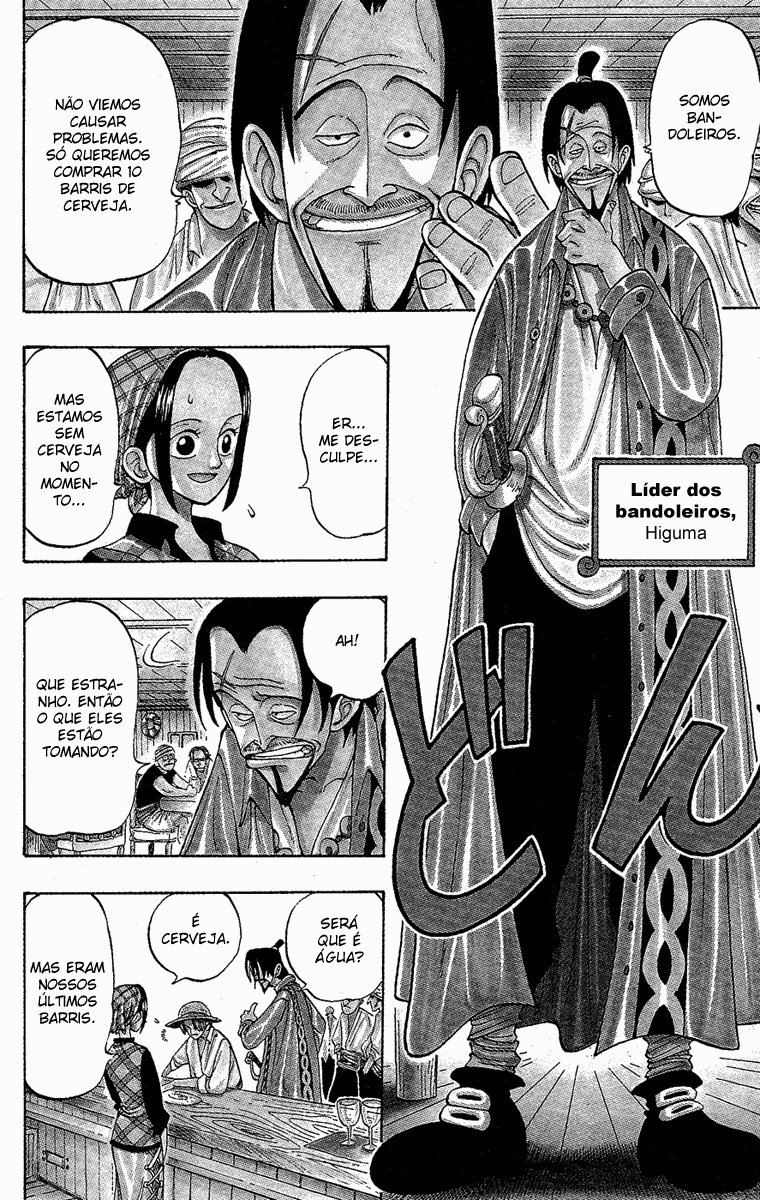 SOMOS
BAN-
DOLEIROS.
NÃO VIEMOS
CAUSAR
PROBLEMAS.
SÓ QUEREMOS
COMPRAR 10
BARRIS DE
CERVEJA.
Líder dos
bandoleiros,
Higuma
どん
ER...
ME DES-
CULPE...
MAS
ESTAMOS
SEM
CERVEJA
NO
MOMEN-
TO...
AH!
QUE ESTRA-
NHO. ENTÃO
O QUE ELES
ESTÃO
TOMANDO?
SERÁ
QUE É
ÁGUA?
É
CERVEJA.
MAS ERAM
NOSSOS
ÚLTIMOS
BARRIS.